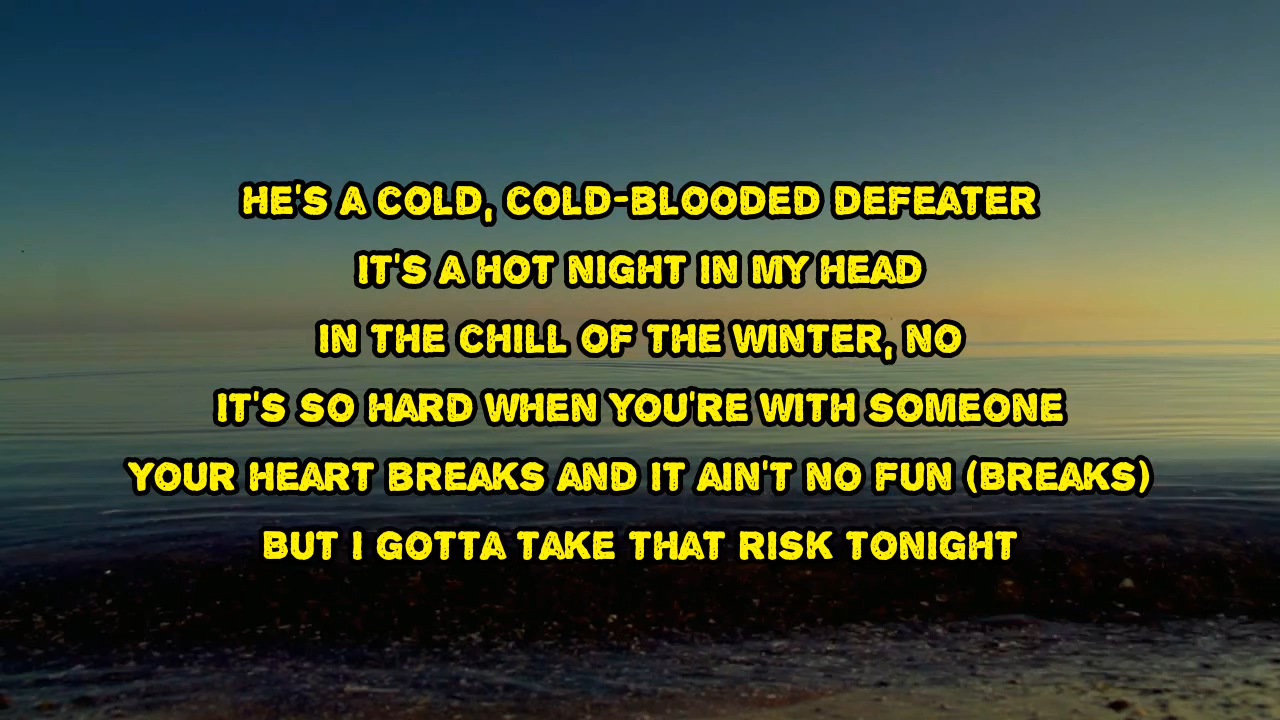 HE'S A COLD, COLD-BLOODED DEFEATER
IT'S A HOT NIGHT IN MY HEAD
IN THE CHILL OF THE WINTER, NO
IT'S SO HARD WHEN YOU'RE WITH SOMEONE
YOUR HEART BREAKS AND IT AIN'T NO FUN (BREAKS)
BUT I GOTTA TAKE THAT RISK TONIGHT